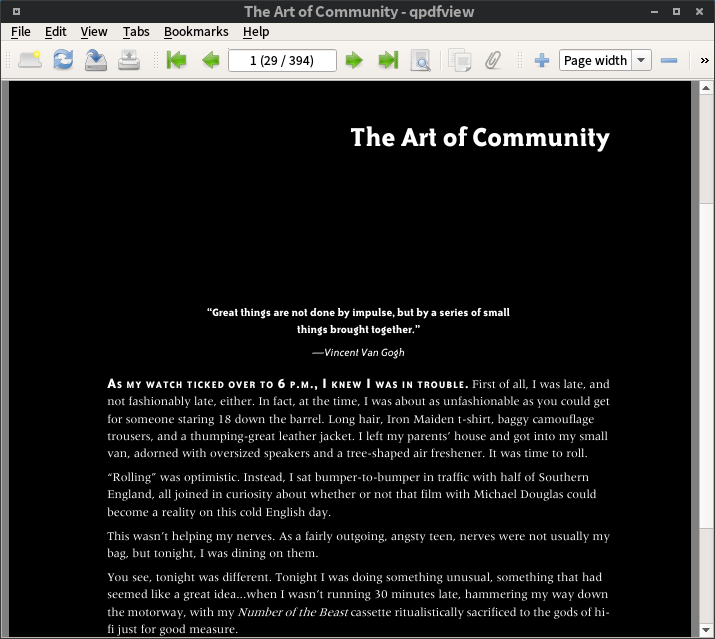 The Art of Community - qpdfview
File Edit View Tabs Bookmarks Help
1 (29 / 394) Page width »
The Art of Community
“Great things are not done by impulse, but by a series of small
things brought together.”
—Vincent Van Gogh
As my watch ticked over to 6 p.m., I knew I was in trouble. First of all, I was late, and
not fashionably late, either. In fact, at the time, I was about as unfashionable as you could get
for someone staring 18 down the barrel. Long hair, Iron Maiden t-shirt, baggy camouflage
trousers, and a thumping-great leather jacket. I left my parents’ house and got into my small
van, adorned with oversized speakers and a tree-shaped air freshener. It was time to roll.
“Rolling” was optimistic. Instead, I sat bumper-to-bumper in traffic with half of Southern
England, all joined in curiosity about whether or not that film with Michael Douglas could
become a reality on this cold English day.
This wasn’t helping my nerves. As a fairly outgoing, angsty teen, nerves were not usually my
bag, but tonight, I was dining on them.
You see, tonight was different. Tonight I was doing something unusual, something that had
seemed like a great idea...when I wasn’t running 30 minutes late, hammering my way down
the motorway, with my Number of the Beast cassette ritualistically sacrificed to the gods of hi-
fi just for good measure.